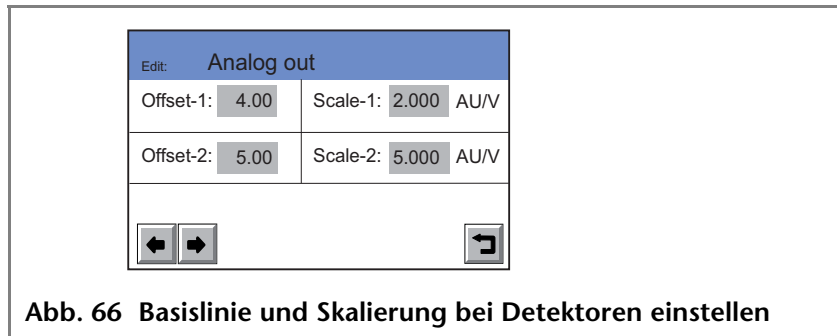 Edit: Analog out
Offset-1: 4.00 Scale-1: 2.000 AU/V
Offset-2: 5.00 Scale-2: 5.000 AU/V
Abb. 66 Basislinie und Skalierung bei Detektoren einstellen